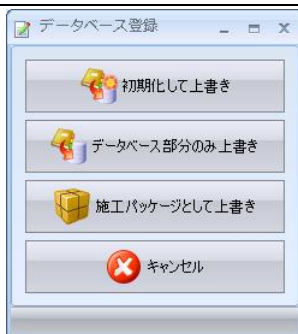 データベース登録
初期化して上書き
データベース部分のみ上書き
施工パッケージとして上書き
キャンセル